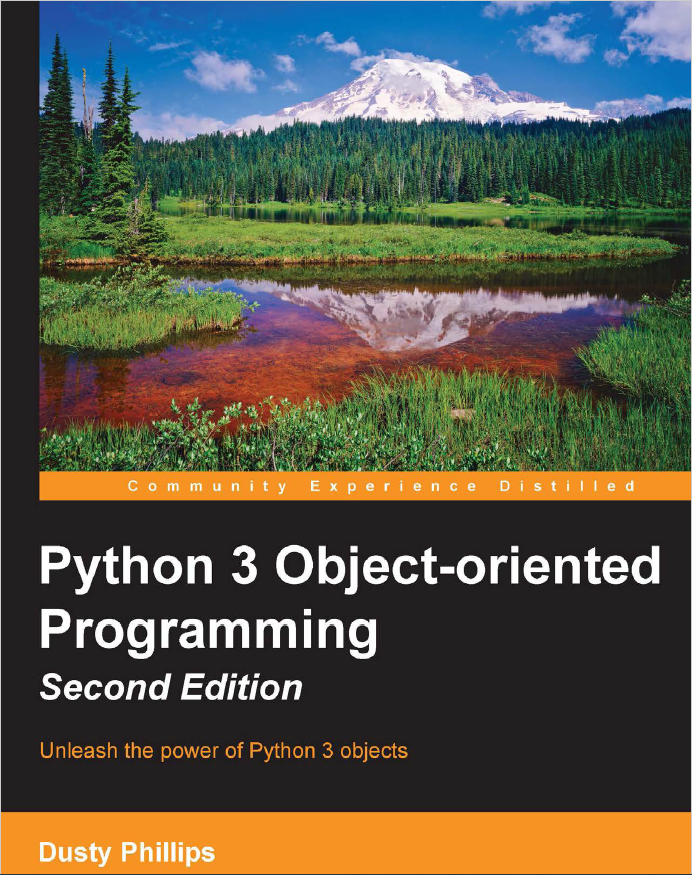 Community Experience Distilled
Python 3 Object-oriented
Programming
Second Edition
Unleash the power of Python 3 objects
Dusty Phillips